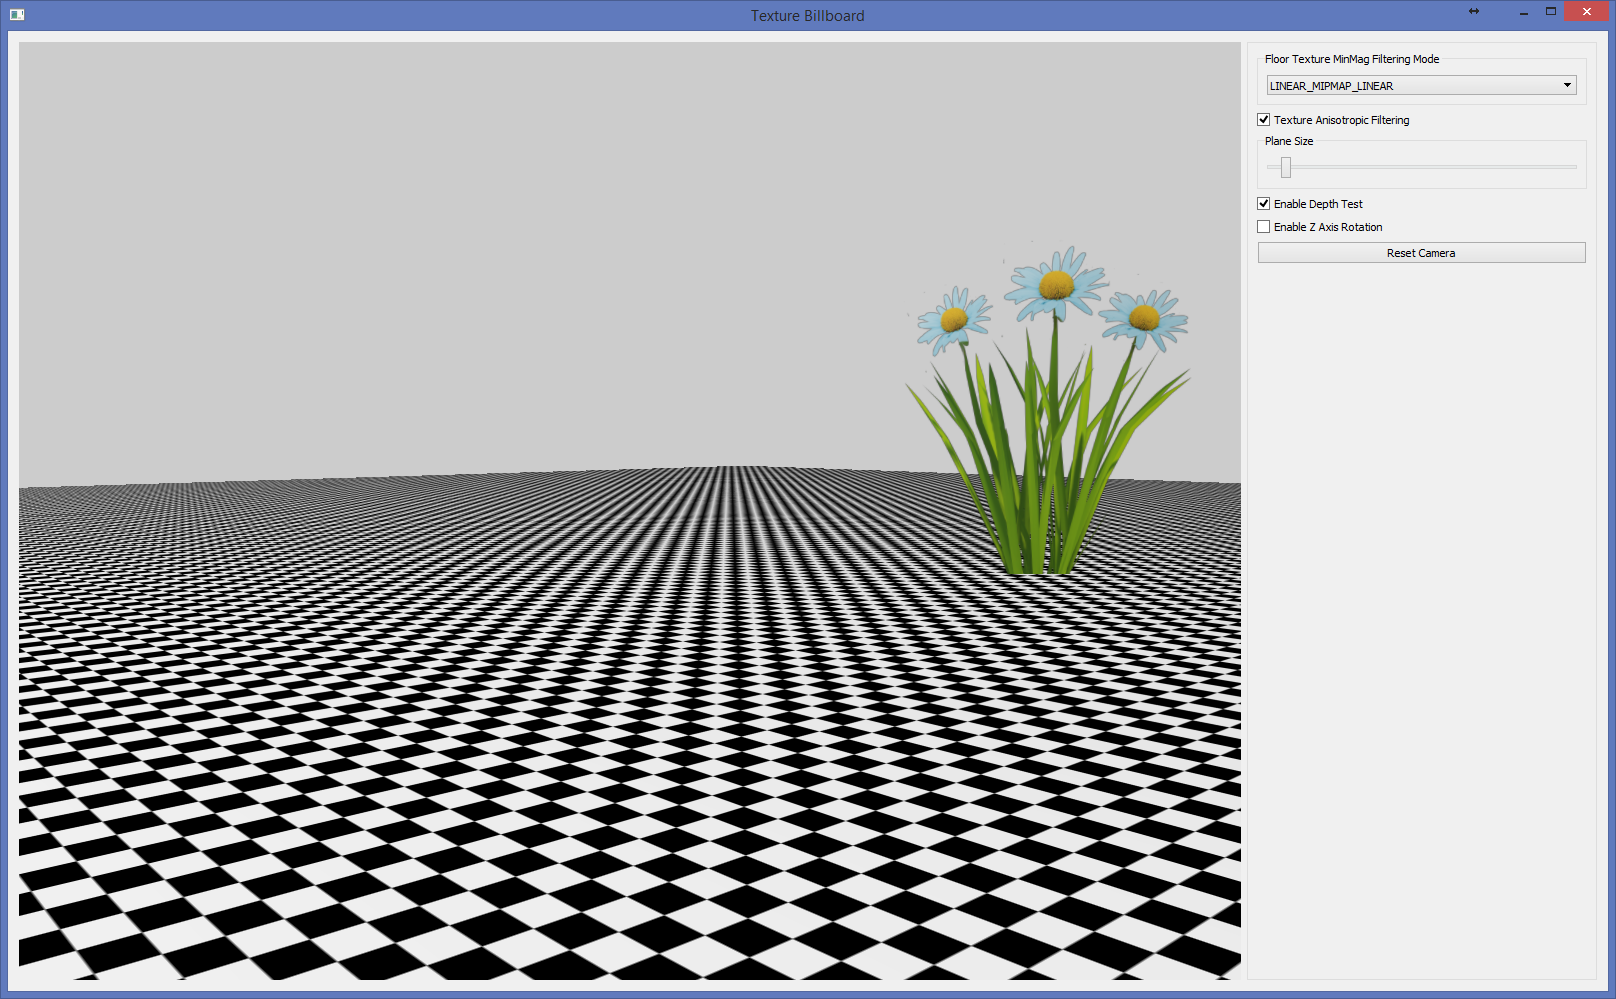 Texture Billboard
Floor Texture MinMag Filtering Mode
LINEAR_MIPMAP_LINEAR
Texture Anisotropic Filtering
Plane Size
Enable Depth Test
Enable Z Axis Rotation
Reset Camera